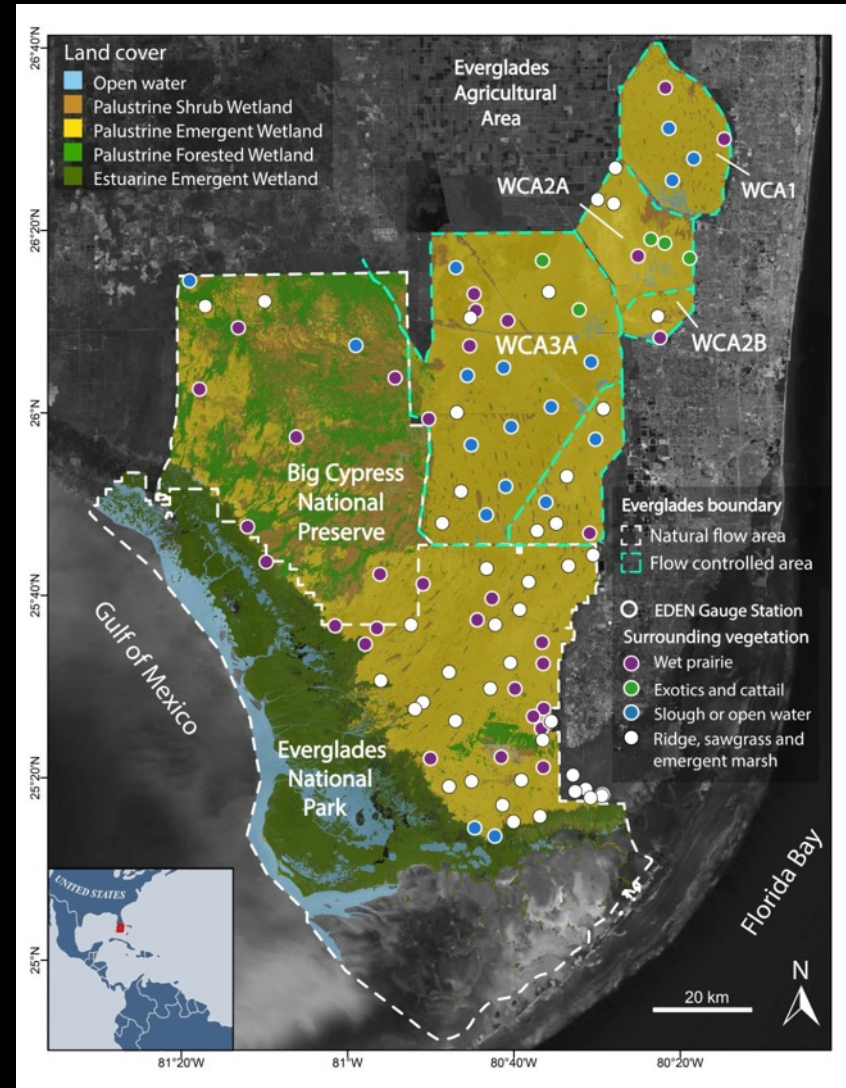 Land cover
Open water
Palustrine Shrub Wetland
Palustrine Emergent Wetland
Palustrine Forested Wetland
Estuarine Emergent Wetland
Everglades
Agricultural
Area
WCA1
WCA2A
WCA2B
WCA3A
Big Cypress
National
Preserve
Everglades
National
Park
Gulf of Mexico
Florida Bay
Everglades boundary
Natural flow area
Flow controlled area
EDEN Gauge Station
Surrounding vegetation
Wet prairie
Exotics and cattail
Slough or open water
Ridge, sawgrass and
emergent marsh
UNITED STATES
N
20 km
26°40'N
26°20'N
26°N
25°40'N
25°20'N
25°N
81°20'W
81°W
80°40'W
80°20'W